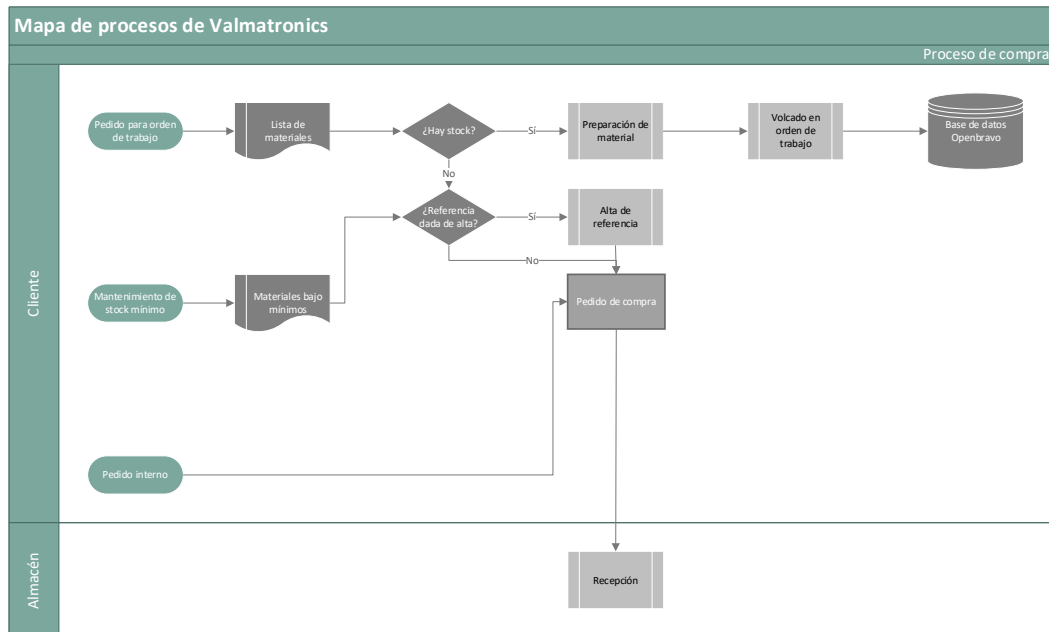 Mapa de procesos de Valmatronics
Proceso de compra
Cliente
Pedido para orden
de trabajo
Lista de
materiales
¿Hay stock?
Sí
Preparación de
material
Volcado en
orden de
trabajo
Base de datos
Openbravo
No
¿Referencia
dada de alta?
Sí
Alta de
referencia
No
Mantenimiento de
stock mínimo
Materiales bajo
mínimos
Pedido de compra
Pedido interno
Almacén
Recepción